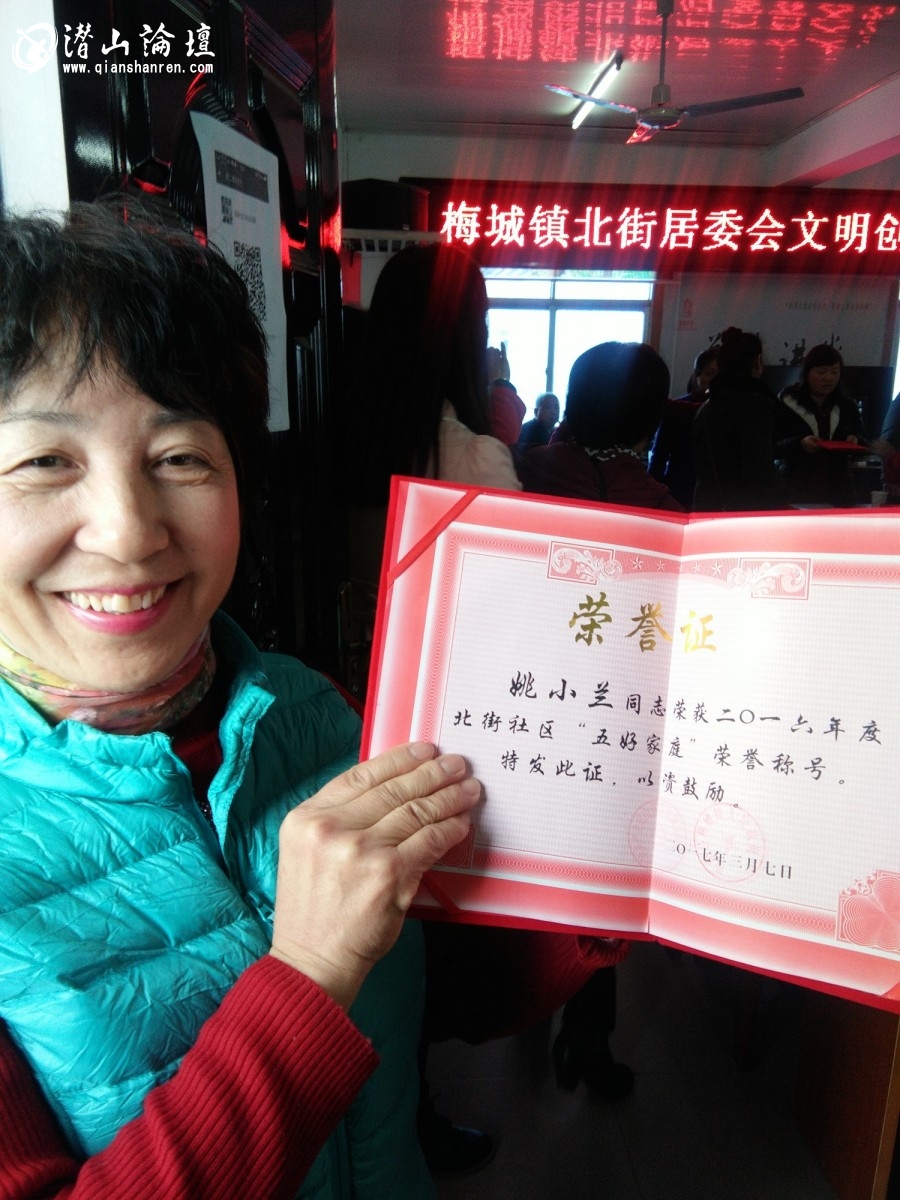 潜山論壇
www.qianshanren.com
梅城镇北街居委会文明创
荣誉证
姚小兰同志荣获二〇一六年度
北街社区“五好家庭”荣誉称号。
特发此证，以资鼓励。
二〇一七年三月七日